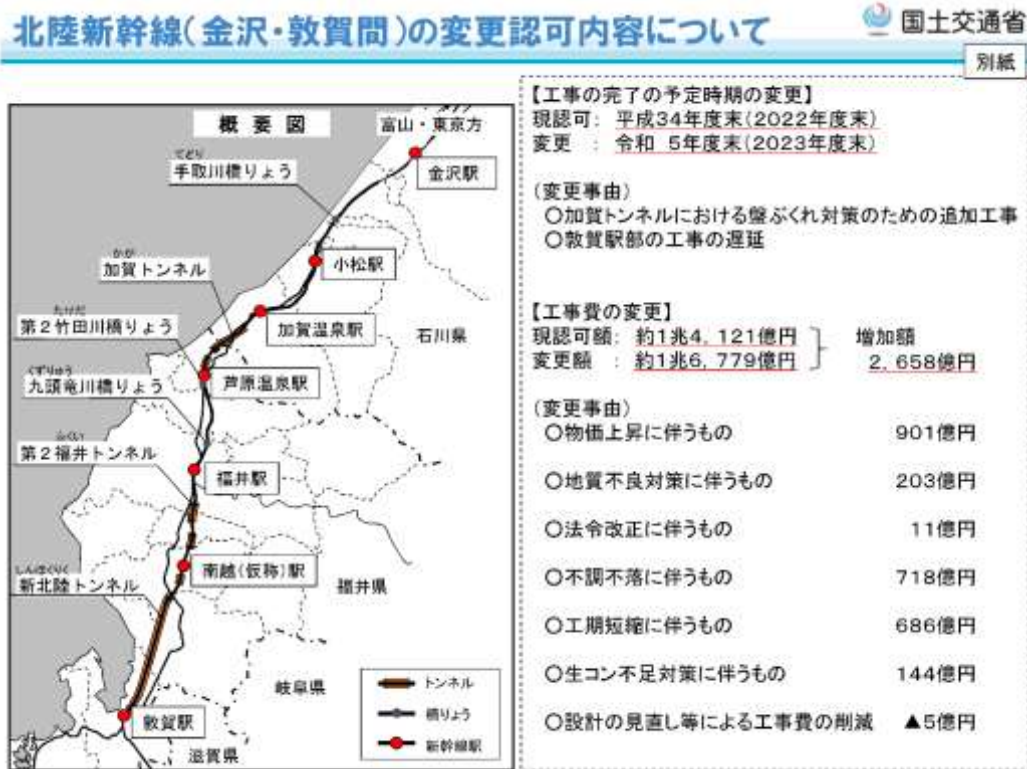 北陸新幹線(金沢・敦賀間)の変更認可内容について
国土交通省
別紙
概要図
富山・東京方
金沢駅
てどり
手取川橋りょう
小松駅
かが
加賀トンネル
加賀温泉駅
石川県
たけだ
第2竹田川橋りょう
芦原温泉駅
くずりゅう
九頭竜川橋りょう
ふくい
第2福井トンネル
福井駅
南越(仮称)駅
しんほくりく
新北陸トンネル
福井県
岐阜県
敦賀駅
滋賀県
トンネル
橋りょう
新幹線駅
【工事の完了の予定時期の変更】
現認可: 平成34年度末(2022年度末)
変更 : 令和 5年度末(2023年度末)
(変更事由)
○加賀トンネルにおける盤ぶくれ対策のための追加工事
○敦賀駅部の工事の遅延
【工事費の変更】
現認可額: 約1兆4,121億円
変更額 : 約1兆6,779億円
増加額
2,658億円
(変更事由)
○物価上昇に伴うもの 901億円
○地質不良対策に伴うもの 203億円
○法令改正に伴うもの 11億円
○不調不落に伴うもの 718億円
○工期短縮に伴うもの 686億円
○生コン不足対策に伴うもの 144億円
○設計の見直し等による工事費の削減 ▲5億円